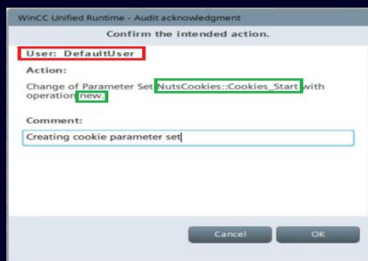 WinCC Unified Runtime - Audit acknowledgment
Confirm the intended action.
User: DefaultUser
Action:
Change of Parameter Set NutsCookies::Cookies_Start with
operation new.
Comment:
Creating cookie parameter set
Cancel OK